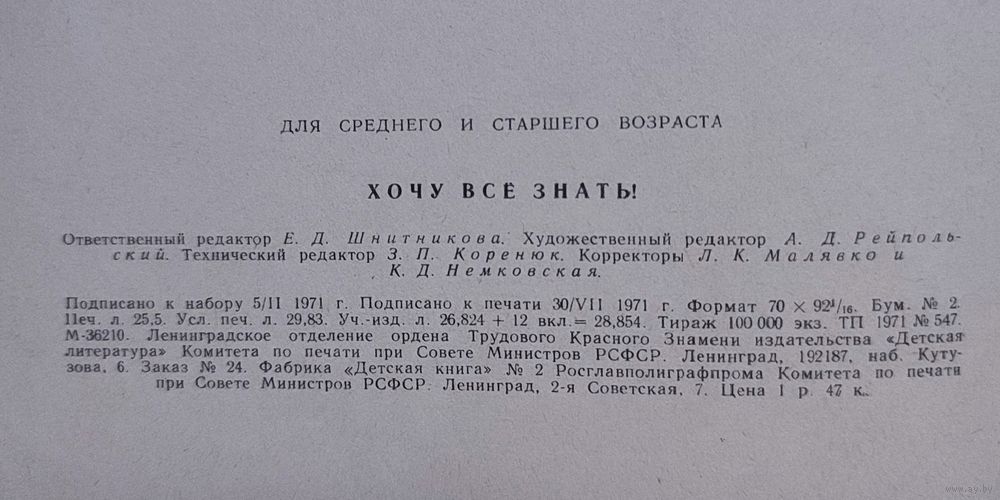 ДЛЯ СРЕДНЕГО И СТАРШЕГО ВОЗРАСТА
ХОЧУ ВСЁ ЗНАТЬ!
Ответственный редактор Е. Д. Шнитникова. Художественный редактор А. Д. Рейполь-
ский. Технический редактор З. П. Коренюк. Корректоры Л. К. Малявко и
К. Д. Немковская.
Подписано к набору 5/II 1971 г. Подписано к печати 30/VII 1971 г. Формат 70 × 92¹/₁₆. Бум. № 2.
Печ. л. 25,5. Усл. печ. л. 29,83. Уч.-изд. л. 26,824 + 12 вкл. = 28,854. Тираж 100 000 экз. ТП 1971 № 547.
М-36210. Ленинградское отделение ордена Трудового Красного Знамени издательства «Детская
литература» Комитета по печати при Совете Министров РСФСР. Ленинград, 192187, наб. Куту-
зова, 6. Заказ № 24. Фабрика «Детская книга» № 2 Росглавполиграфпрома Комитета по печати
при Совете Министров РСФСР. Ленинград, 2-я Советская, 7. Цена 1 р. 47 к.
www.ay.by